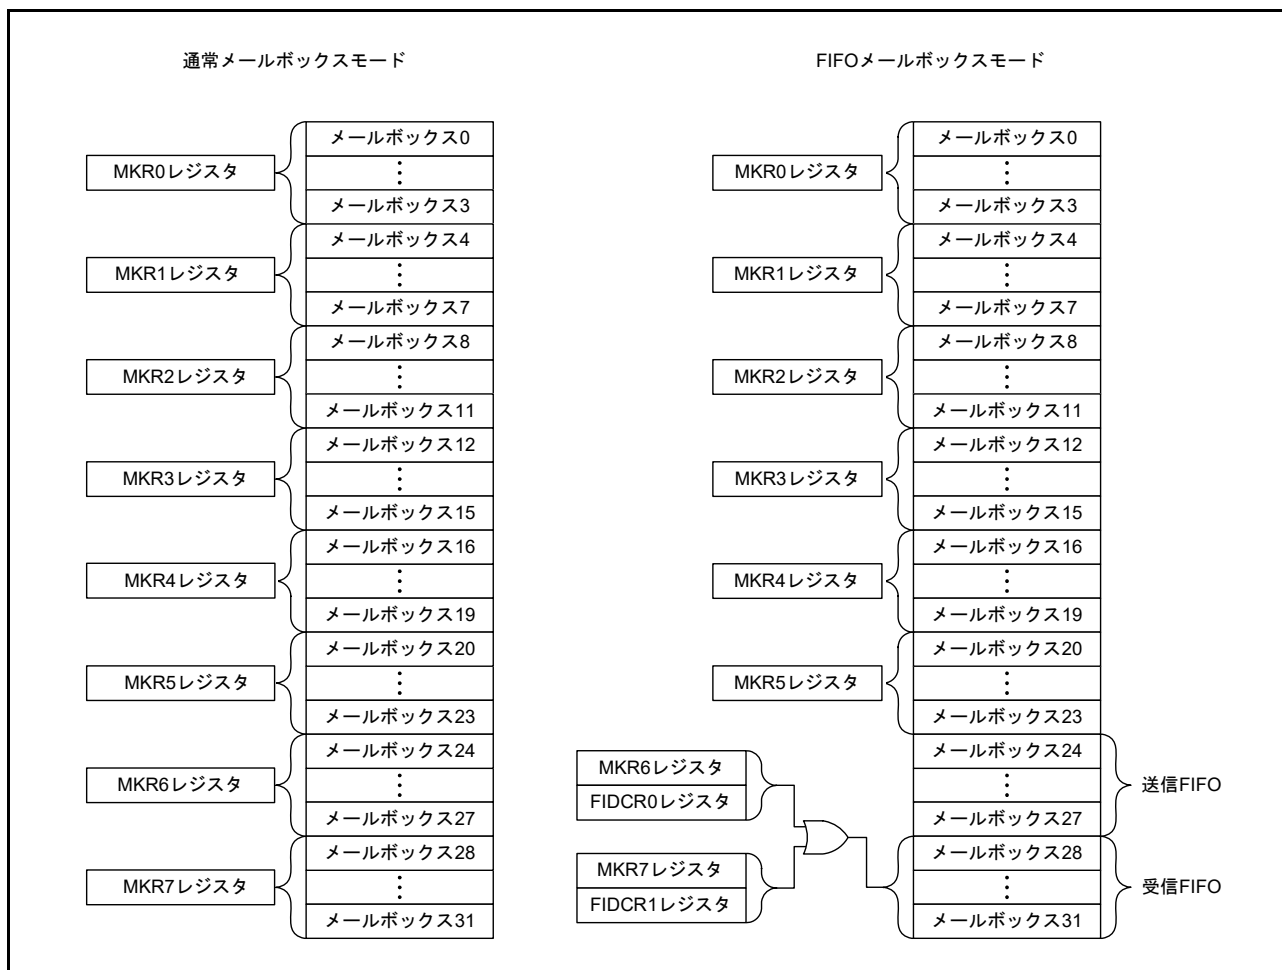 通常メールボックスモード
MKR0レジスタ
メールボックス0
メールボックス3
MKR1レジスタ
メールボックス4
メールボックス7
MKR2レジスタ
メールボックス8
メールボックス11
MKR3レジスタ
メールボックス12
メールボックス15
MKR4レジスタ
メールボックス16
メールボックス19
MKR5レジスタ
メールボックス20
メールボックス23
MKR6レジスタ
メールボックス24
メールボックス27
MKR7レジスタ
メールボックス28
メールボックス31
FIFOメールボックスモード
MKR0レジスタ
メールボックス0
メールボックス3
MKR1レジスタ
メールボックス4
メールボックス7
MKR2レジスタ
メールボックス8
メールボックス11
MKR3レジスタ
メールボックス12
メールボックス15
MKR4レジスタ
メールボックス16
メールボックス19
MKR5レジスタ
メールボックス20
メールボックス23
MKR6レジスタ
FIDCR0レジスタ
メールボックス24
メールボックス27
送信FIFO
MKR7レジスタ
FIDCR1レジスタ
メールボックス28
メールボックス31
受信FIFO